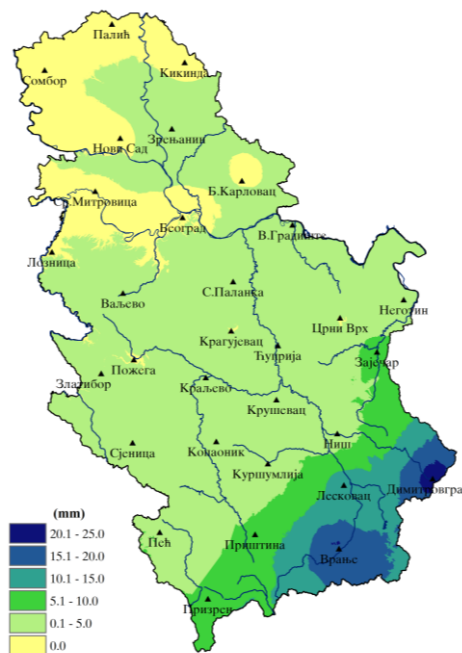 Палић
Сомбор
Кикинда
Зрењанин
Нови Сад
Б.Карловац
Ср.Митровица
Београд
В.Градиште
Лозница
Ваљево
С.Паланка
Неготин
Црни Врх
Крагујевац
Ћуприја
Зајечар
Пожега
Златибор
Краљево
Крушевац
Ниш
Сјеница
Копаоник
Куршумлија
Димитровгра
Лесковац
Пећ
Приштина
Врање
Призрен
(mm)
20.1 - 25.0
15.1 - 20.0
10.1 - 15.0
5.1 - 10.0
0.1 - 5.0
0.0